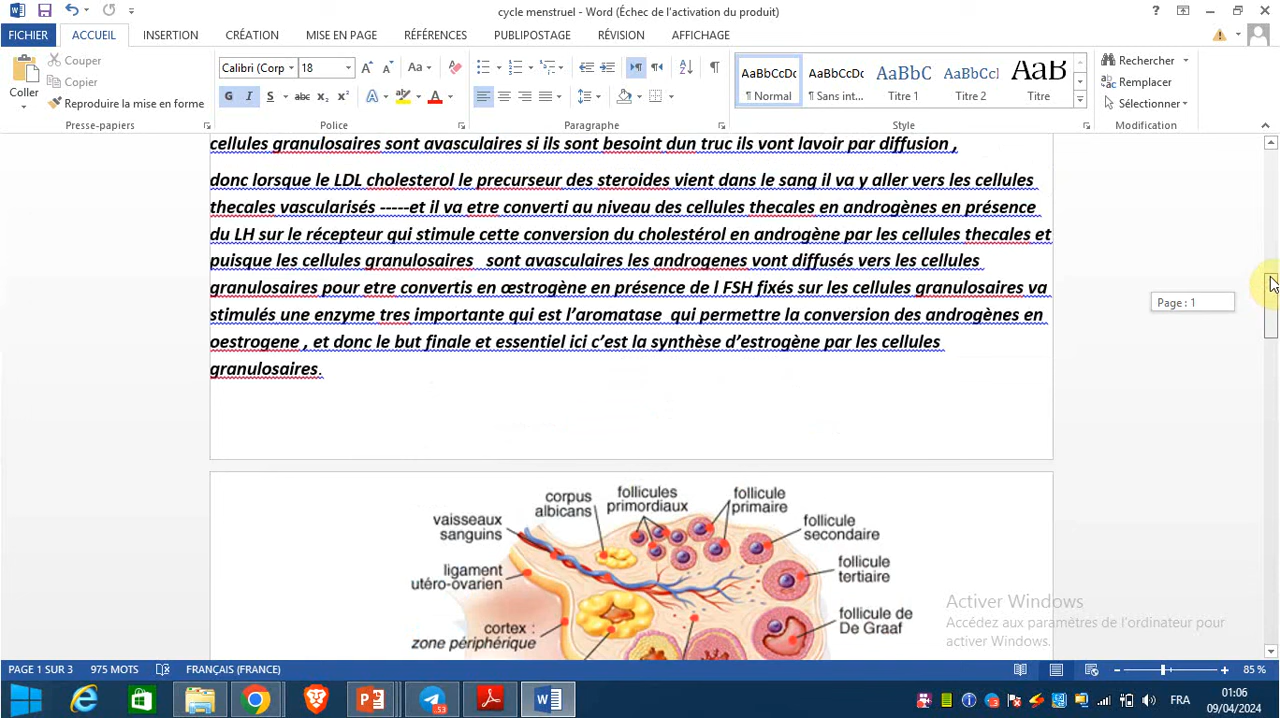 cycle menstruel - Word (Échec de l'activation du produit)
FICHIER ACCUEIL INSERTION CRÉATION MISE EN PAGE RÉFÉRENCES PUBLIPOSTAGE RÉVISION AFFICHAGE
Couper
Copier
Coller
Reproduire la mise en forme
Presse-papiers
Calibri (Corp 18
Police
Paragraphe
AaBbCcDc AaBbCcDc AaBbC AaBbCcI AaB
¶ Normal ¶ Sans int... Titre 1 Titre 2 Titre
Style
Rechercher
Remplacer
Sélectionner
Modification
cellules granulosaires sont avasculaires si ils sont besoint dun truc ils vont lavoir par diffusion ,
donc lorsque le LDL cholesterol le precurseur des steroides vient dans le sang il va y aller vers les cellules
thecales vascularisés -----et il va etre converti au niveau des cellules thecales en androgènes en présence
du LH sur le récepteur qui stimule cette conversion du cholestérol en androgène par les cellules thecales et
puisque les cellules granulosaires sont avasculaires les androgenes vont diffusés vers les cellules
granulosaires pour etre convertis en œstrogène en présence de l FSH fixés sur les cellules granulosaires va
stimulés une enzyme tres importante qui est l'aromatase qui permettre la conversion des androgènes en
oestrogene , et donc le but finale et essentiel ici c'est la synthèse d'estrogène par les cellules
granulosaires.
Page : 1
corpus
albicans
follicules
primordiaux
follicule
primaire
vaisseaux
sanguins
follicule
secondaire
ligament
utéro-ovarien
follicule
tertiaire
follicule de
De Graaf
cortex :
zone périphérique
Activer Windows
Accédez aux paramètres de l'ordinateur pour
activer Windows.
PAGE 1 SUR 3 975 MOTS FRANÇAIS (FRANCE) 85 %
53
FRA
01:06
09/04/2024